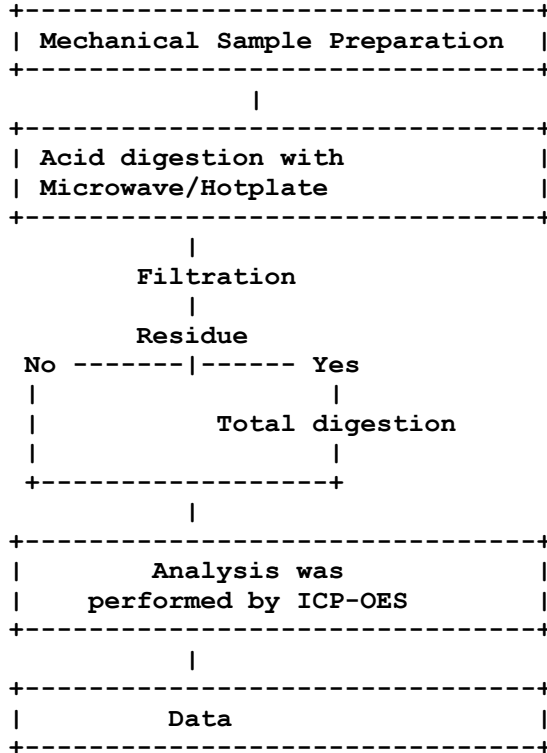 Mechanical Sample Preparation
Acid digestion with
Microwave/Hotplate
Filtration
Residue
No Yes
Total digestion
Analysis was
performed by ICP-OES
Data